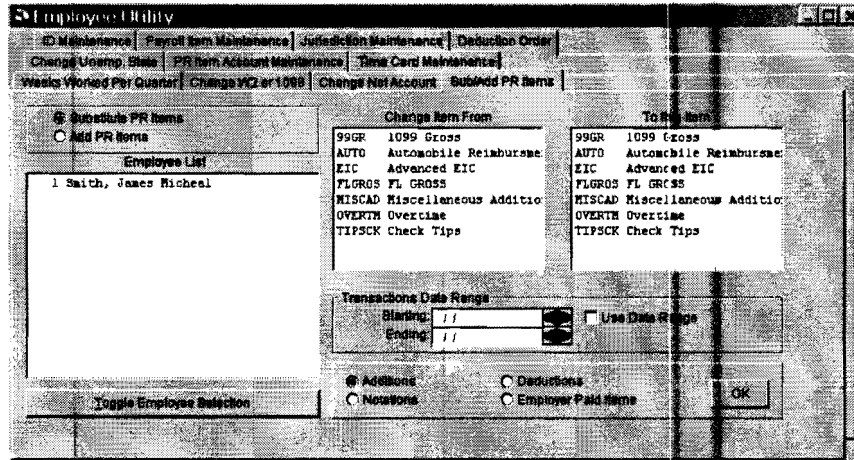 Employee Utility
ID Maintenance Payroll Item Maintenance Jurisdiction Maintenance Deduction Order
Change Unemp. State PR Item Account Maintenance Time Card Maintenance
Weeks Worked Per Quarter Change W2 or 1099 Change Net Account Sub/Add PR Items
Substitute PR Items
Add PR Items
Employee List
1 Smith, James Micheal
Toggle Employee Selection
Change Item From
99GR 1099 Gross
AUTO Automobile Reimbursme
EIC Advanced EIC
FLGROS FL GROSS
MISCAD Miscellaneous Additio
OVERTM Overtime
TIPSCK Check Tips
To this Item
99GR 1099 Gross
AUTO Automobile Reimbursme
EIC Advanced EIC
FLGROS FL GROSS
MISCAD Miscellaneous Additio
OVERTM Overtime
TIPSCK Check Tips
Transactions Date Range
Starting: / /
Ending: / /
Use Date Range
Additions
Deductions
Notations
Employer Paid Items
OK